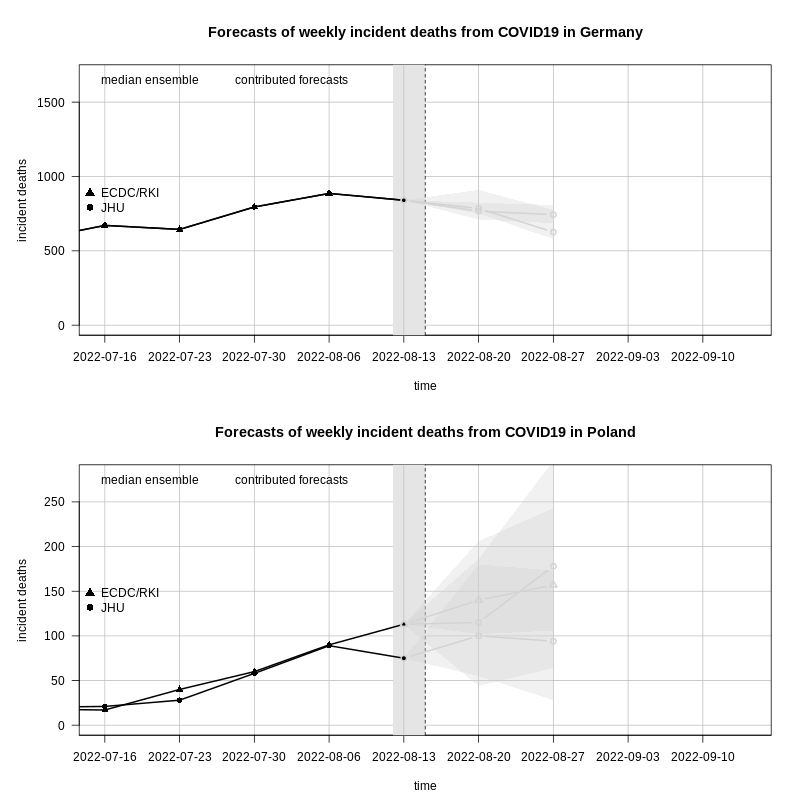 Forecasts of weekly incident deaths from COVID19 in Germany
median ensemble contributed forecasts
1500
1000
500
0
incident deaths
ECDC/RKI
JHU
2022-07-16 2022-07-23 2022-07-30 2022-08-06 2022-08-13 2022-08-20 2022-08-27 2022-09-03 2022-09-10
time
Forecasts of weekly incident deaths from COVID19 in Poland
median ensemble contributed forecasts
250
200
150
100
50
0
incident deaths
ECDC/RKI
JHU
2022-07-16 2022-07-23 2022-07-30 2022-08-06 2022-08-13 2022-08-20 2022-08-27 2022-09-03 2022-09-10
time